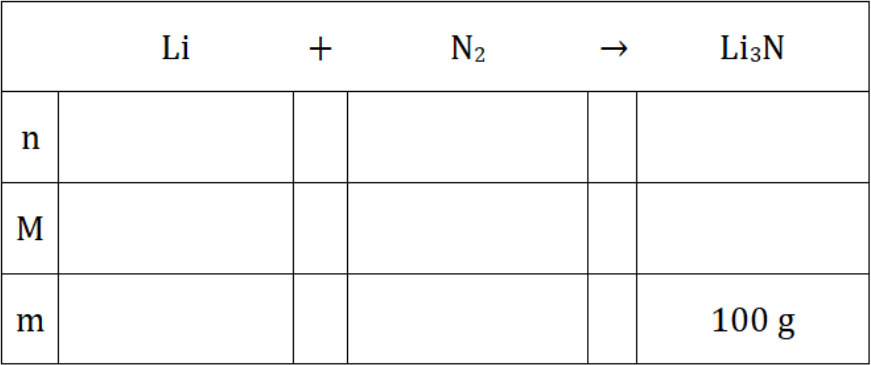 Li + N₂ → Li₃N
n
M
m 100 g